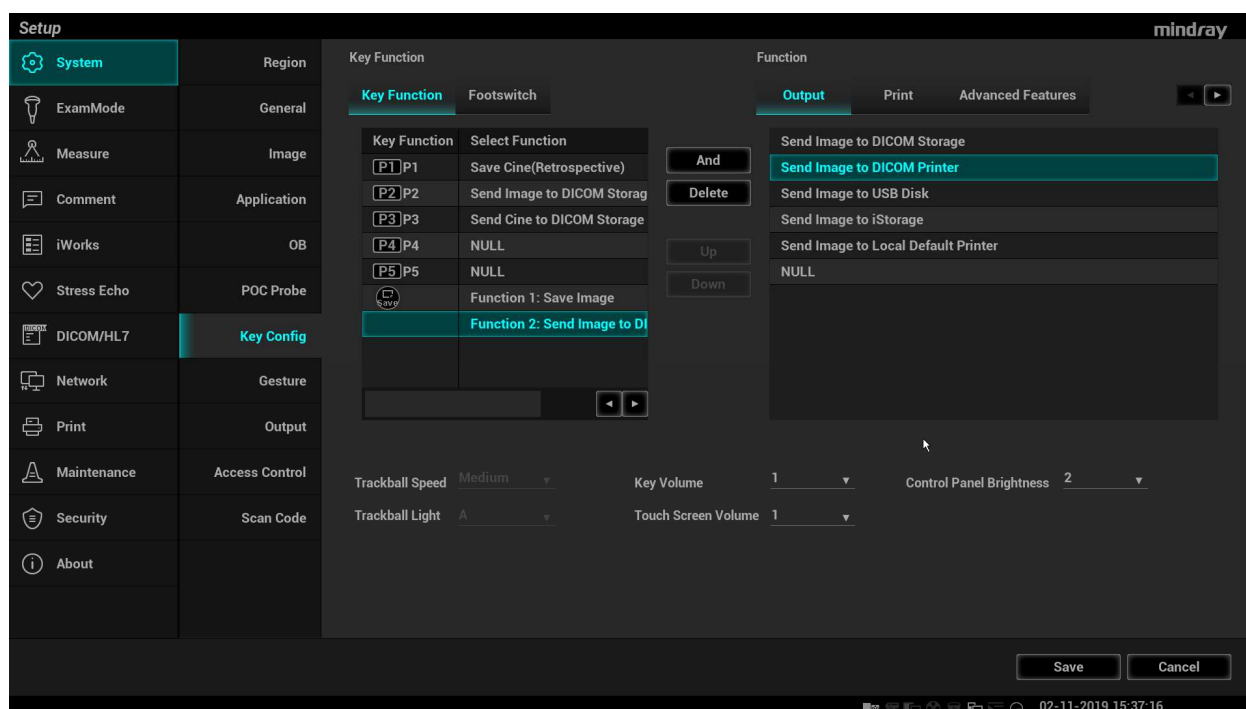 Setup
mindray
System
ExamMode
Measure
Comment
iWorks
Stress Echo
DICOM/HL7
Network
Print
Maintenance
Security
About
Region
General
Image
Application
OB
POC Probe
Key Config
Gesture
Output
Access Control
Scan Code
Key Function
Key Function Footswitch
Key Function Select Function
P1 P1 Save Cine(Retrospective)
P2 P2 Send Image to DICOM Storag
P3 P3 Send Cine to DICOM Storage
P4 P4 NULL
P5 P5 NULL
Save Function 1: Save Image
Function 2: Send Image to DI
And
Delete
Up
Down
Function
Output Print Advanced Features
Send Image to DICOM Storage
Send Image to DICOM Printer
Send Image to USB Disk
Send Image to iStorage
Send Image to Local Default Printer
NULL
Trackball Speed Medium Key Volume 1 Control Panel Brightness 2
Trackball Light A Touch Screen Volume 1
Save Cancel
02-11-2019 15:37:16